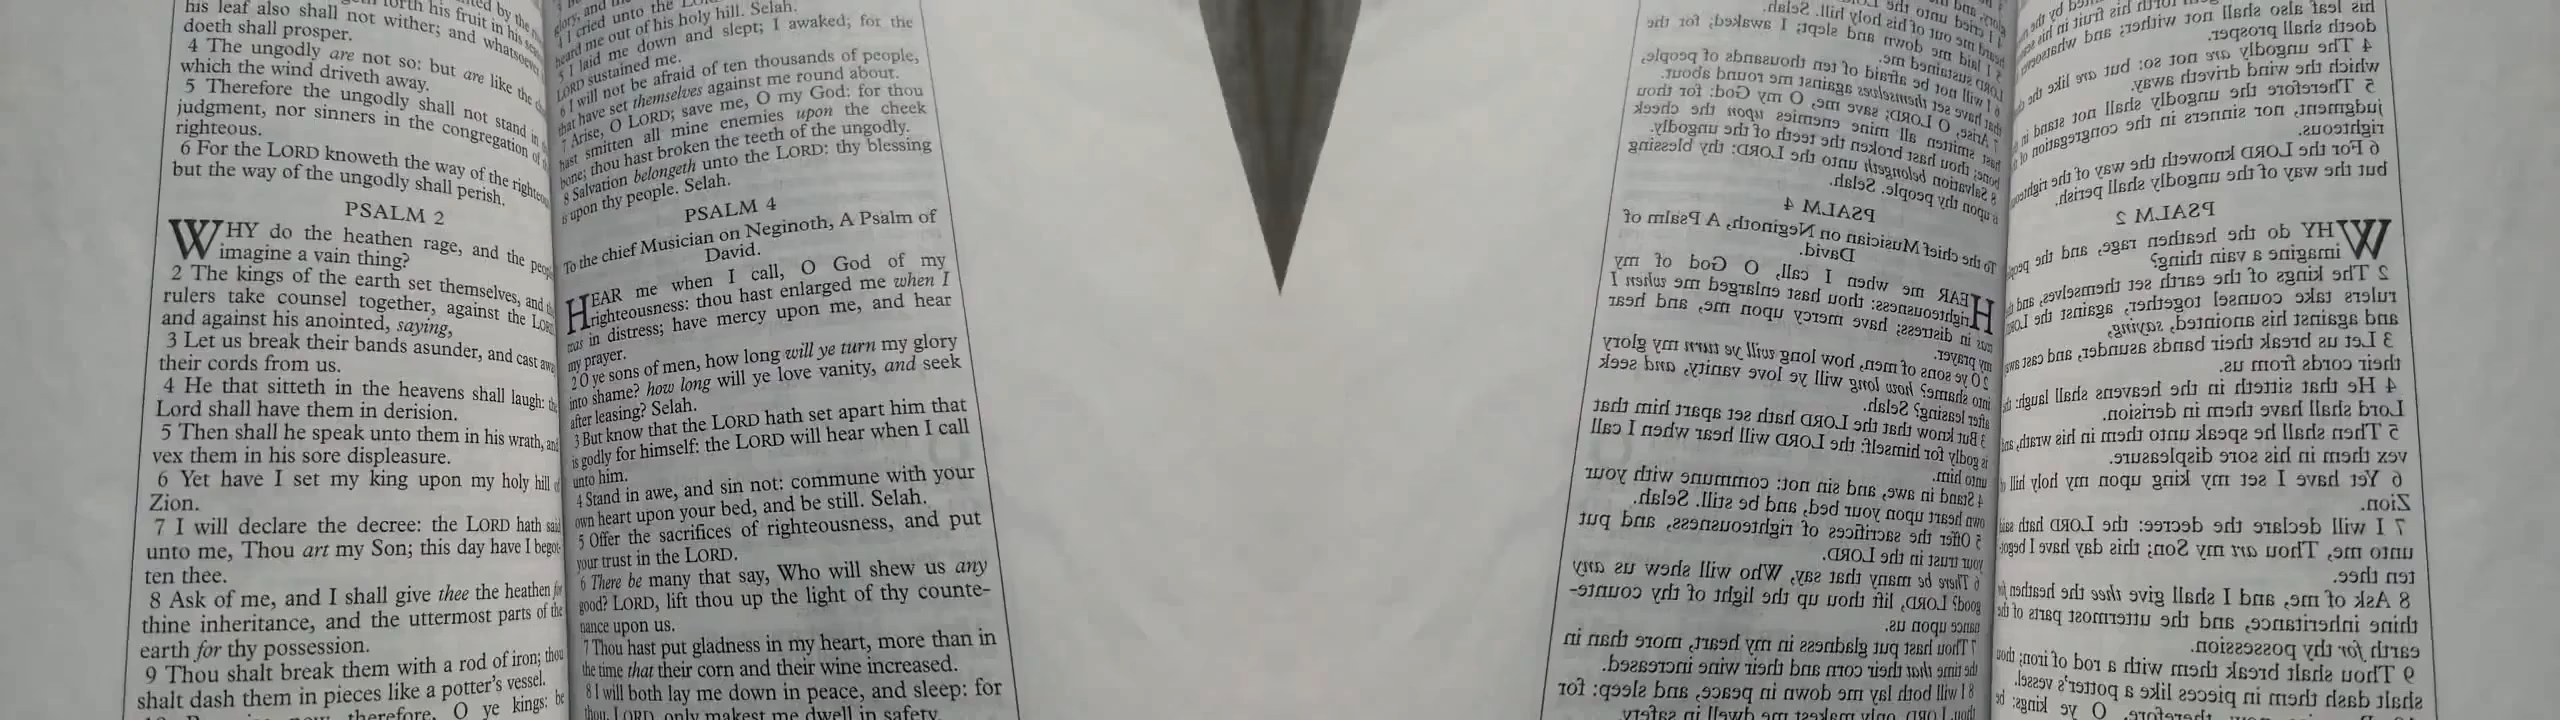 his leaf also shall not wither; and whatsoever
doeth shall prosper.
4 The ungodly are not so: but are like the
which the wind driveth away.
5 Therefore the ungodly shall not stand in
judgment, nor sinners in the congregation of
righteous.
6 For the LORD knoweth the way of the righteous
but the way of the ungodly shall perish.
PSALM 2
WHY do the heathen rage, and the people
imagine a vain thing?
2 The kings of the earth set themselves, and the
rulers take counsel together, against the LORD
and against his anointed, saying,
3 Let us break their bands asunder, and cast away
their cords from us.
4 He that sitteth in the heavens shall laugh: the
Lord shall have them in derision.
5 Then shall he speak unto them in his wrath, and
vex them in his sore displeasure.
6 Yet have I set my king upon my holy hill of
Zion.
7 I will declare the decree: the LORD hath said
unto me, Thou art my Son; this day have I begot-
ten thee.
8 Ask of me, and I shall give thee the heathen for
thine inheritance, and the uttermost parts of the
earth for thy possession.
9 Thou shalt break them with a rod of iron; thou
shalt dash them in pieces like a potter's vessel.
therefore, O ye kings: be
I cried unto the
heard me out of his holy hill. Selah.
5 I laid me down and slept; I awaked; for the
LORD sustained me.
6 I will not be afraid of ten thousands of people,
that have set themselves against me round about.
7 Arise, O LORD; save me, O my God: for thou
hast smitten all mine enemies upon the cheek
bone; thou hast broken the teeth of the ungodly.
8 Salvation belongeth unto the LORD: thy blessing
is upon thy people. Selah.
PSALM 4
To the chief Musician on Neginoth, A Psalm of
David.
HEAR me when I call, O God of my
righteousness: thou hast enlarged me when I
was in distress; have mercy upon me, and hear
my prayer.
2 O ye sons of men, how long will ye turn my glory
into shame? how long will ye love vanity, and seek
after leasing? Selah.
3 But know that the LORD hath set apart him that
is godly for himself: the LORD will hear when I call
unto him.
4 Stand in awe, and sin not: commune with your
own heart upon your bed, and be still. Selah.
5 Offer the sacrifices of righteousness, and put
your trust in the LORD.
6 There be many that say, Who will shew us any
good? LORD, lift thou up the light of thy counte-
nance upon us.
7 Thou hast put gladness in my heart, more than in
the time that their corn and their wine increased.
8 I will both lay me down in peace, and sleep: for
thou, LORD, only makest me dwell in safety.